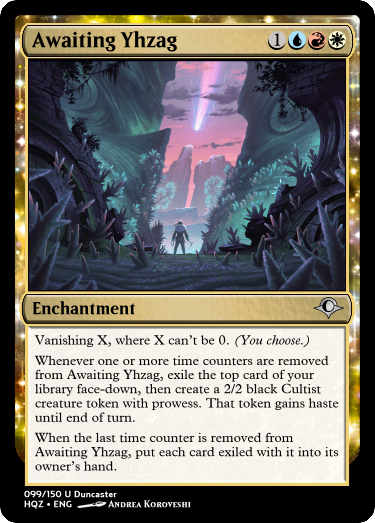 Awaiting Yhzag 1
Enchantment
Vanishing X, where X can't be 0. (You choose.)
Whenever one or more time counters are removed
from Awaiting Yhzag, exile the top card of your
library face-down, then create a 2/2 black Cultist
creature token with prowess. That token gains haste
until end of turn.
When the last time counter is removed from
Awaiting Yhzag, put each card exiled with it into its
owner's hand.
099/150 U Duncaster
HQZ • ENG Andrea Koroveshi